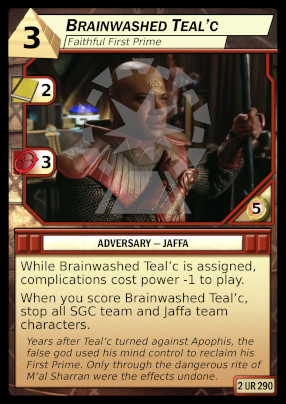 3
BRAINWASHED TEAL'C
Faithful First Prime
2
3
5
ADVERSARY – JAFFA
While Brainwashed Teal'c is assigned,
complications cost power -1 to play.
When you score Brainwashed Teal'c,
stop all SGC team and Jaffa team
characters.
Years after Teal'c turned against Apophis, the
false god used his mind control to reclaim his
First Prime. Only through the dangerous rite of
M'al Sharran were the effects undone.
2 UR 290